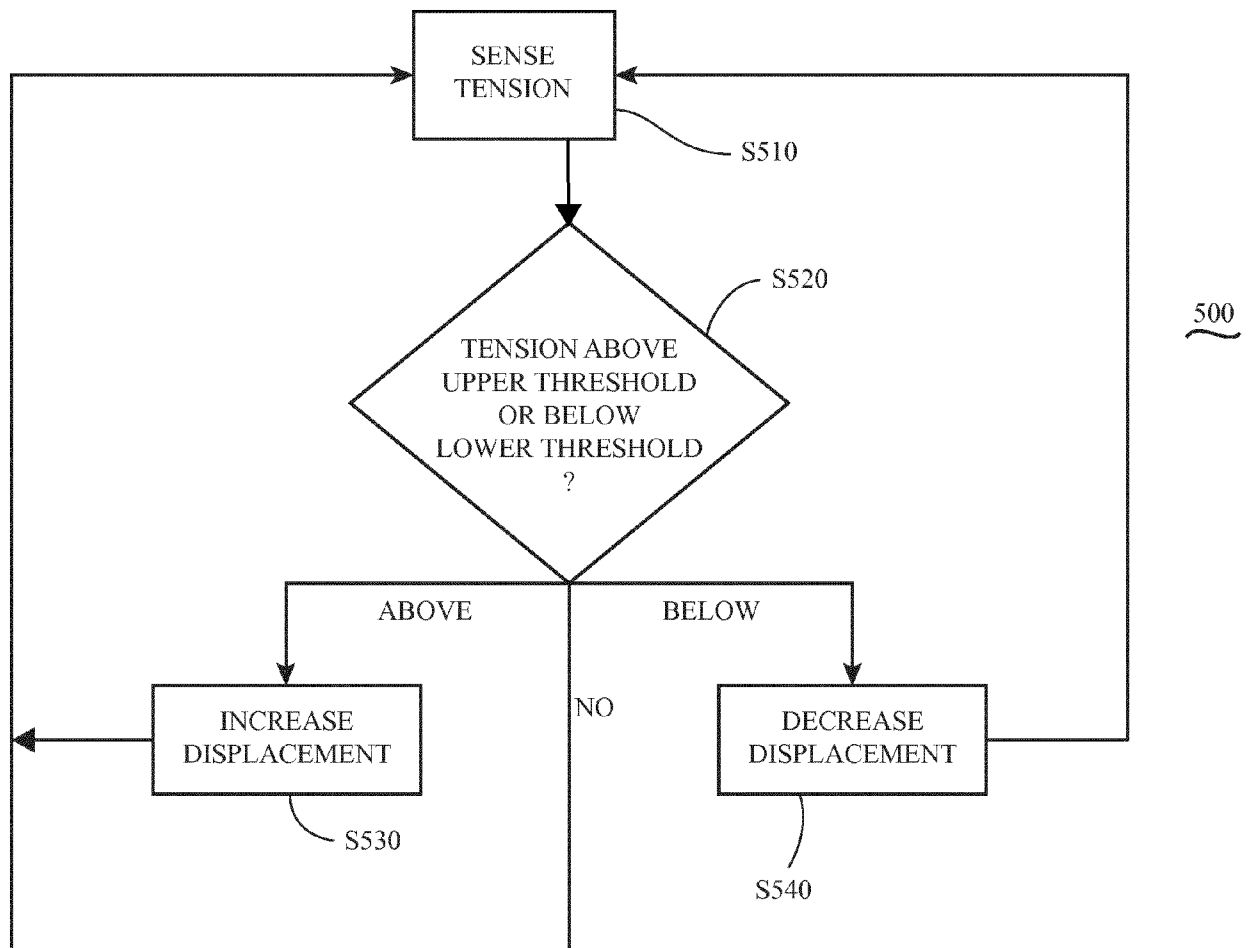 SENSE
TENSION
S510
S520
500
TENSION ABOVE
UPPER THRESHOLD
OR BELOW
LOWER THRESHOLD
?
ABOVE
BELOW
NO
INCREASE
DISPLACEMENT
DECREASE
DISPLACEMENT
S530
S540